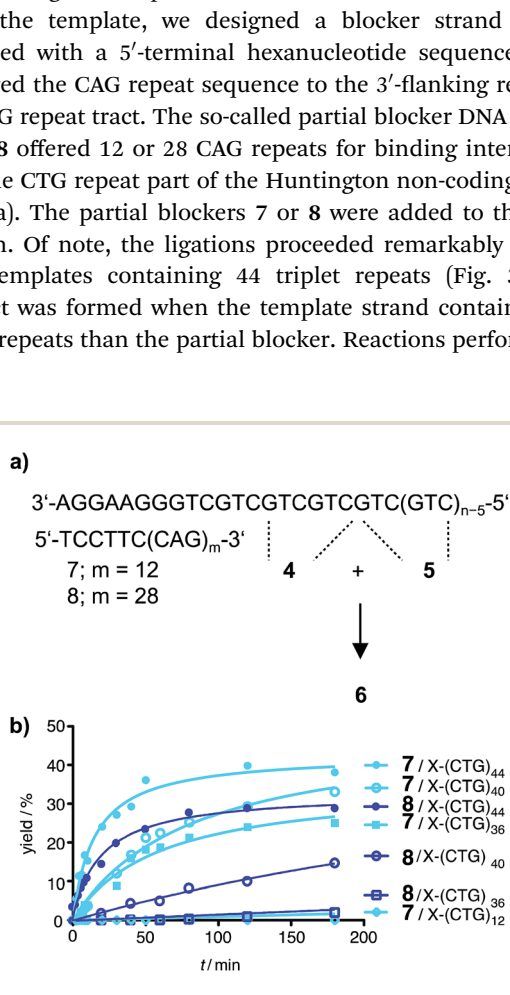 the template, we designed a blocker strand
ed with a 5′-terminal hexanucleotide sequence
red the CAG repeat sequence to the 3′-flanking re
G repeat tract. The so-called partial blocker DNA
8 offered 12 or 28 CAG repeats for binding inter
e CTG repeat part of the Huntington non-coding
a). The partial blockers 7 or 8 were added to th
n. Of note, the ligations proceeded remarkably
emplates containing 44 triplet repeats (Fig. 3
ct was formed when the template strand contain
repeats than the partial blocker. Reactions perfor
a)
3‘-AGGAAGGGTCGTCGTCGTCGTC(GTC)n–5-5‘
5‘-TCCTTC(CAG)m-3‘
7; m = 12
4 + 5
8; m = 28
6
b)
yield / %
50
40
30
20
10
0
0 50 100 150 200
t / min
7 / X-(CTG)44
7 / X-(CTG)40
8 / X-(CTG)44
7 / X-(CTG)36
8 /X-(CTG) 40
8 /X-(CTG) 36
7 / X-(CTG)12